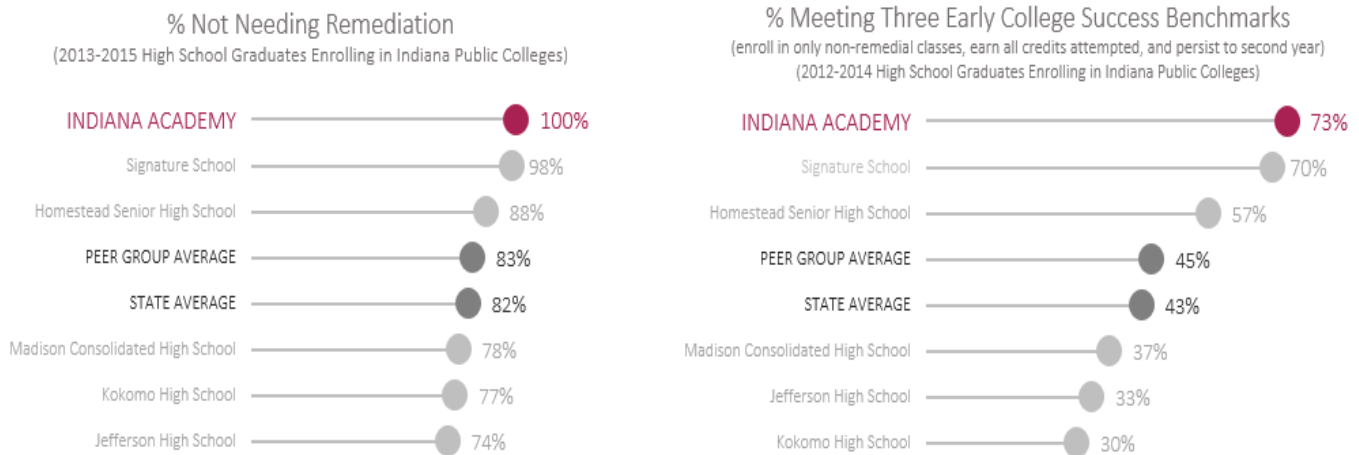 % Not Needing Remediation
(2013-2015 High School Graduates Enrolling in Indiana Public Colleges)
INDIANA ACADEMY 100%
Signature School 98%
Homestead Senior High School 88%
PEER GROUP AVERAGE 83%
STATE AVERAGE 82%
Madison Consolidated High School 78%
Kokomo High School 77%
Jefferson High School 74%
% Meeting Three Early College Success Benchmarks
(enroll in only non-remedial classes, earn all credits attempted, and persist to second year)
(2012-2014 High School Graduates Enrolling in Indiana Public Colleges)
INDIANA ACADEMY 73%
Signature School 70%
Homestead Senior High School 57%
PEER GROUP AVERAGE 45%
STATE AVERAGE 43%
Madison Consolidated High School 37%
Jefferson High School 33%
Kokomo High School 30%